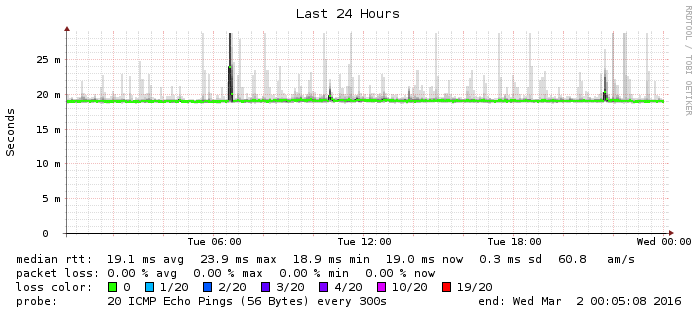 Last 24 Hours
RRDTOOL / TOBI OETIKER
Seconds
25 m
20 m
15 m
10 m
5 m
0
Tue 06:00 Tue 12:00 Tue 18:00 Wed 00:00
median rtt: 19.1 ms avg 23.9 ms max 18.9 ms min 19.0 ms now 0.3 ms sd 60.8 am/s
packet loss: 0.00 % avg 0.00 % max 0.00 % min 0.00 % now
loss color: 0 1/20 2/20 3/20 4/20 10/20 19/20
probe: 20 ICMP Echo Pings (56 Bytes) every 300s end: Wed Mar 2 00:05:08 2016